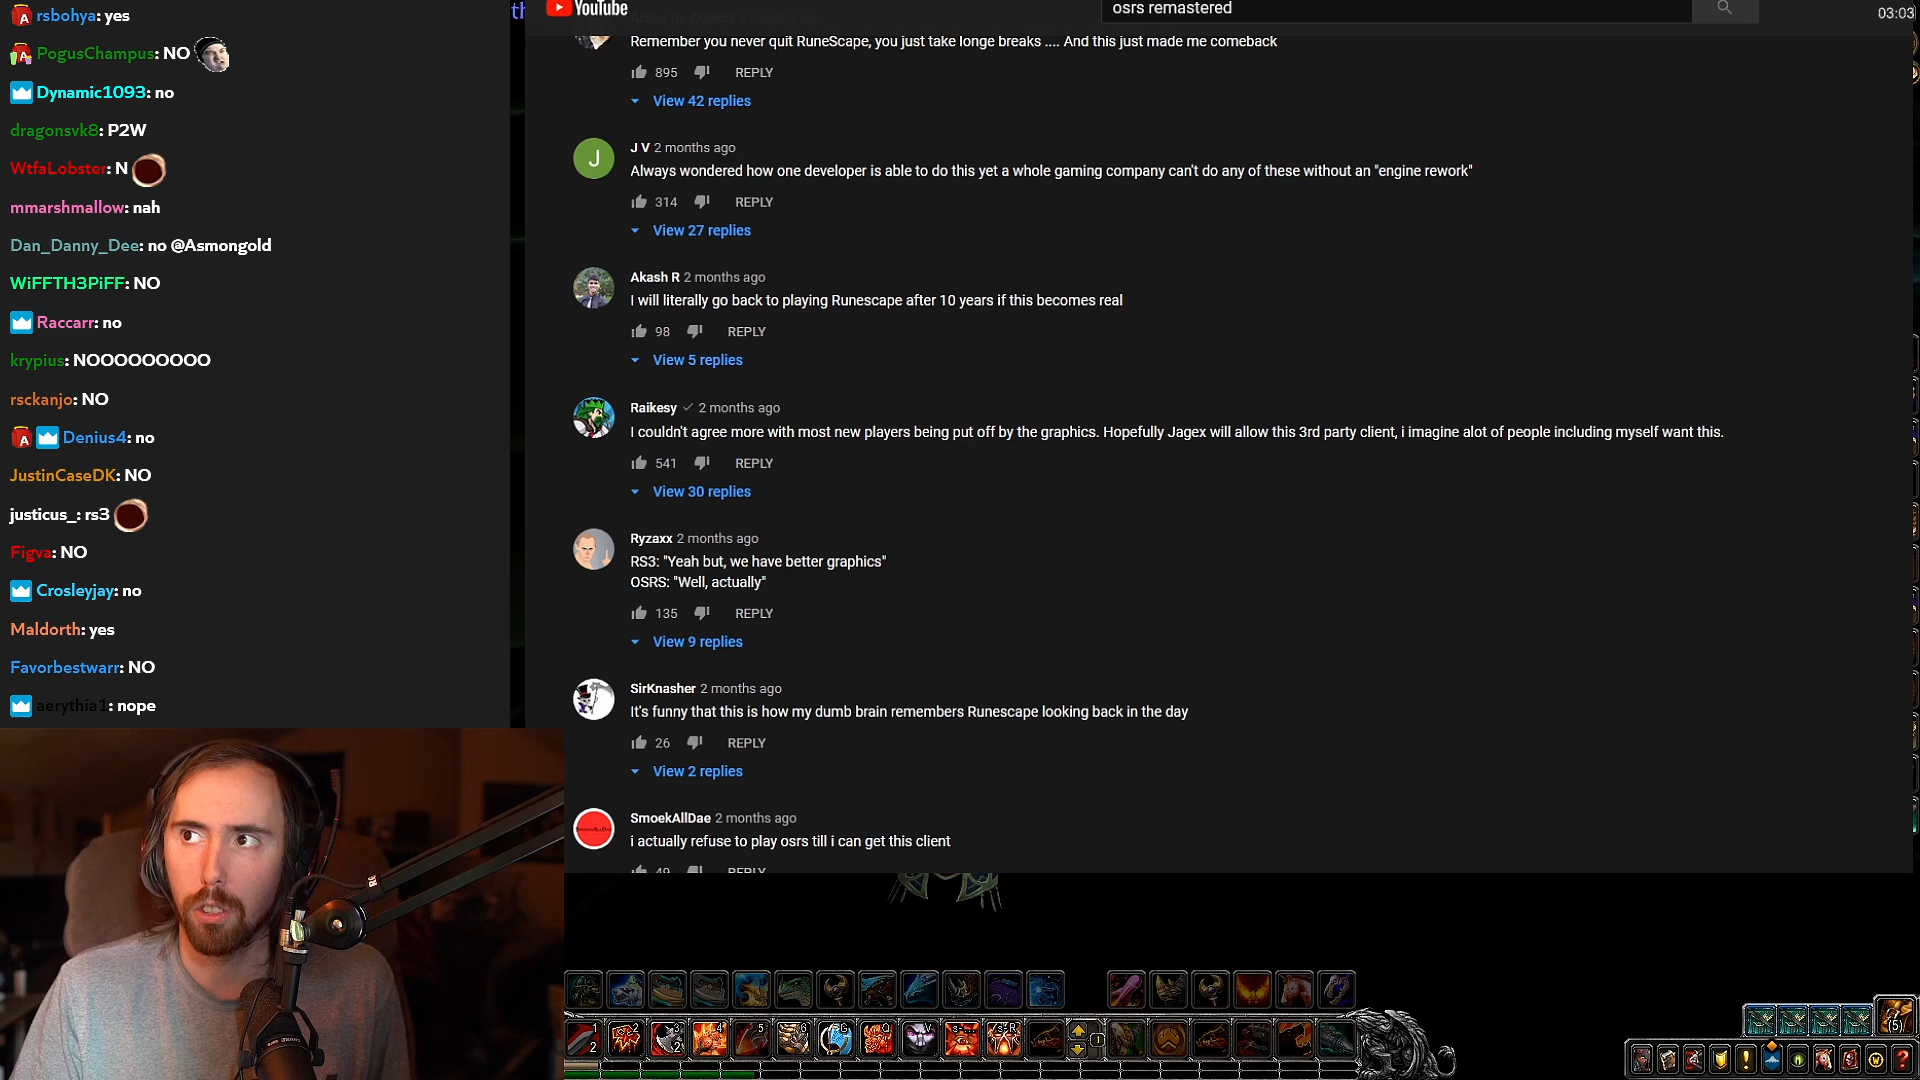 rsbohya: yes
PogusChampus: NO
Dynamic1093: no
dragonsvk8: P2W
WtfaLobster: N
mmarshmallow: nah
Dan_Danny_Dee: no @Asmongold
WiFFTH3PiFF: NO
Raccarr: no
krypius: NOOOOOOOOO
rsckanjo: NO
Denius4: no
JustinCaseDK: NO
justicus_: rs3
Figva: NO
Crosleyjay: no
Maldorth: yes
Favorbestwarr: NO
aerythia1: nope
th
YouTube
osrs remastered
03:03
Remember you never quit RuneScape, you just take longe breaks .... And this just made me comeback
895 REPLY
View 42 replies
J
J V 2 months ago
Always wondered how one developer is able to do this yet a whole gaming company can't do any of these without an "engine rework"
314 REPLY
View 27 replies
Akash R 2 months ago
I will literally go back to playing Runescape after 10 years if this becomes real
98 REPLY
View 5 replies
Raikesy 2 months ago
I couldn't agree more with most new players being put off by the graphics. Hopefully Jagex will allow this 3rd party client, i imagine alot of people including myself want this.
541 REPLY
View 30 replies
Ryzaxx 2 months ago
RS3: "Yeah but, we have better graphics"
OSRS: "Well, actually"
135 REPLY
View 9 replies
SirKnasher 2 months ago
It's funny that this is how my dumb brain remembers Runescape looking back in the day
26 REPLY
View 2 replies
SmoekAllDae 2 months ago
i actually refuse to play osrs till i can get this client
49 REPLY